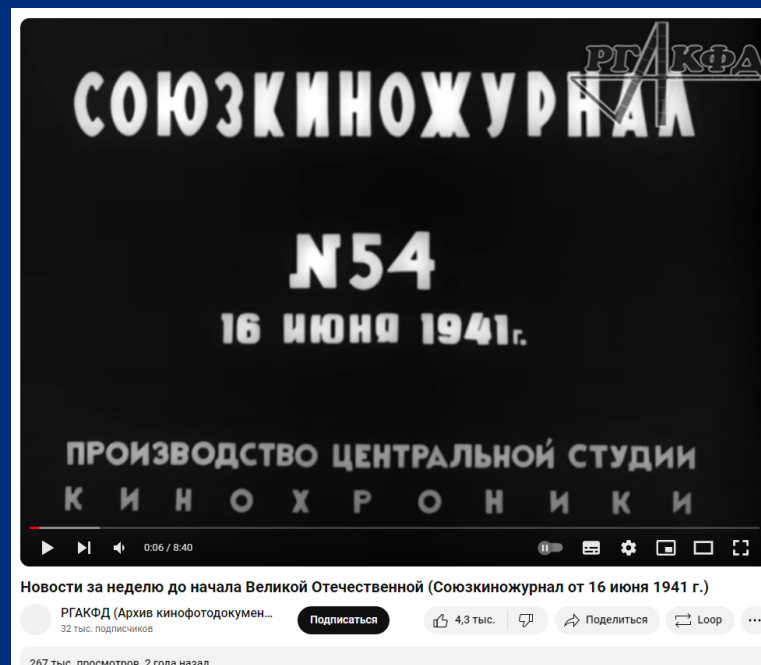 РГАКФД
СОЮЗКИНОЖУРНАЛ
N54
16 июня 1941г.
ПРОИЗВОДСТВО ЦЕНТРАЛЬНОЙ СТУДИИ
КИНОХРОНИКИ
0:06 / 8:40
Новости за неделю до начала Великой Отечественной (Союзкиножурнал от 16 июня 1941 г.)
РГАКФД (Архив кинофотодокумен...
32 тыс. подписчиков
Подписаться
4,3 тыс.
Поделиться
Loop
267 тыс. просмотров 2 года назад